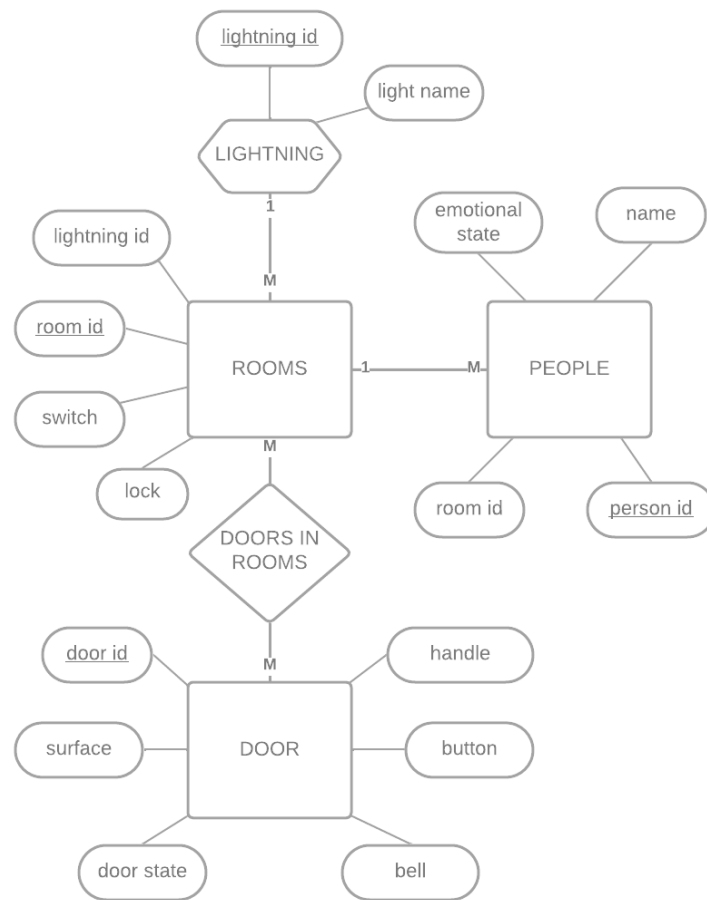 lightning id
light name
LIGHTNING
1
emotional
state
name
lightning id
M
room id
ROOMS
1
M
PEOPLE
switch
M
lock
room id
person id
DOORS IN
ROOMS
door id
M
handle
surface
DOOR
button
door state
bell